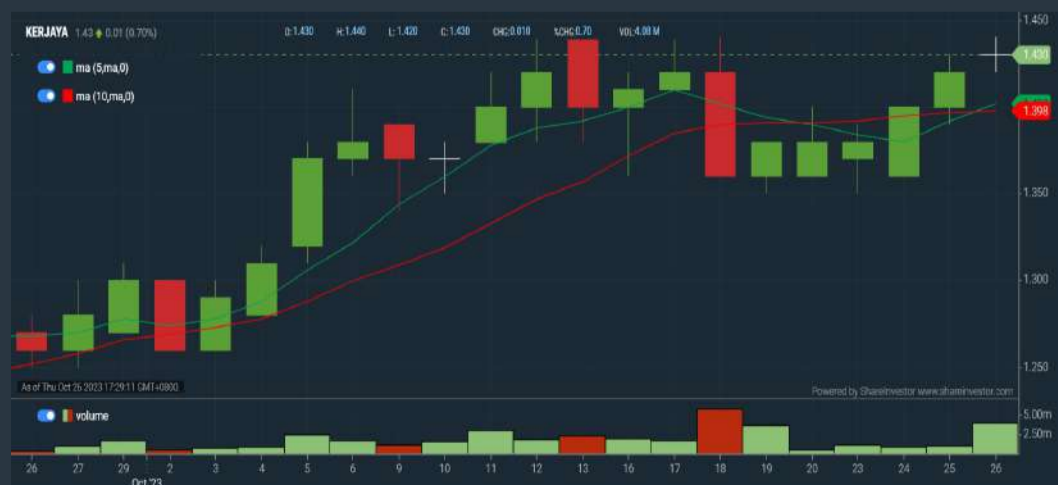 KERJAYA 1.43 0.01 (0.70%) O:1.430 H:1.440 L:1.420 C:1.430 CHG:0.010 %CHG:0.70 VOL:4.08 M
ma (5,ma,0)
ma (10,ma,0)
1.450
1.430
1.398
1.350
1.300
1.250
As of Thu Oct 26 2023 17:29:11 GMT+0800
Powered by ShareInvestor www.shareinvestor.com
volume
5.00m
2.50m
26 27 29 2 3 4 5 6 9 10 11 12 13 16 17 18 19 20 23 24 25 26
Oct '23